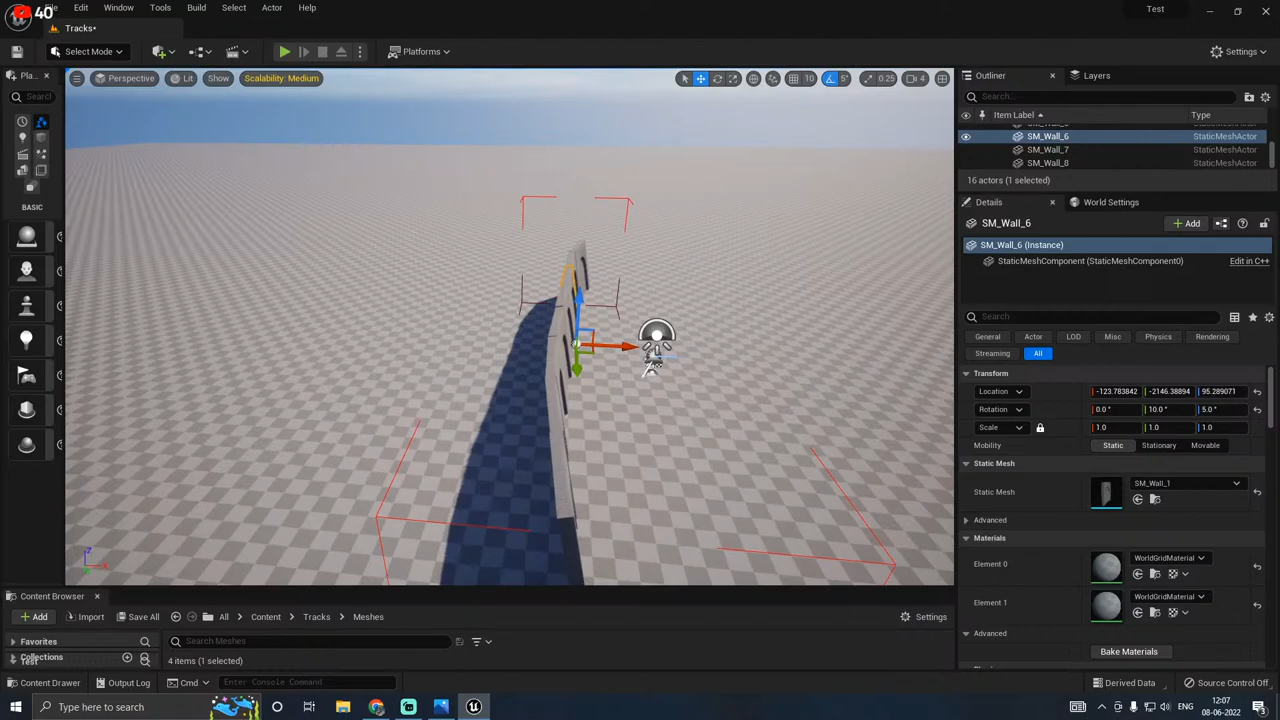 40
Edit Window Tools Build Select Actor Help
Test
Tracks*
Select Mode
Platforms
Settings
Pla...
Search
BASIC
Perspective Lit Show Scalability: Medium
10 5° 0.25 4
Outliner Layers
Search...
Item Label Type
SM_Wall_6 StaticMeshActor
SM_Wall_7 StaticMeshActor
SM_Wall_8 StaticMeshActor
16 actors (1 selected)
Details World Settings
SM_Wall_6
Add
SM_Wall_6 (Instance)
StaticMeshComponent (StaticMeshComponent0) Edit in C++
Search
General Actor LOD Misc Physics Rendering
Streaming All
Transform
Location -123.783842 -2146.38894 95.289071
Rotation 0.0 ° 10.0 ° 5.0 °
Scale 1.0 1.0 1.0
Mobility Static Stationary Movable
Static Mesh
Static Mesh SM_Wall_1
Advanced
Materials
Element 0 WorldGridMaterial
Element 1 WorldGridMaterial
Advanced
Bake Materials
Z
X
Content Browser
Add Import Save All All Content Tracks Meshes Settings
Favorites
Search Meshes
Test
Collections
4 items (1 selected)
Content Drawer Output Log Cmd Enter Console Command Derived Data Source Control Off
Type here to search
ENG
12:07
08-06-2022
3